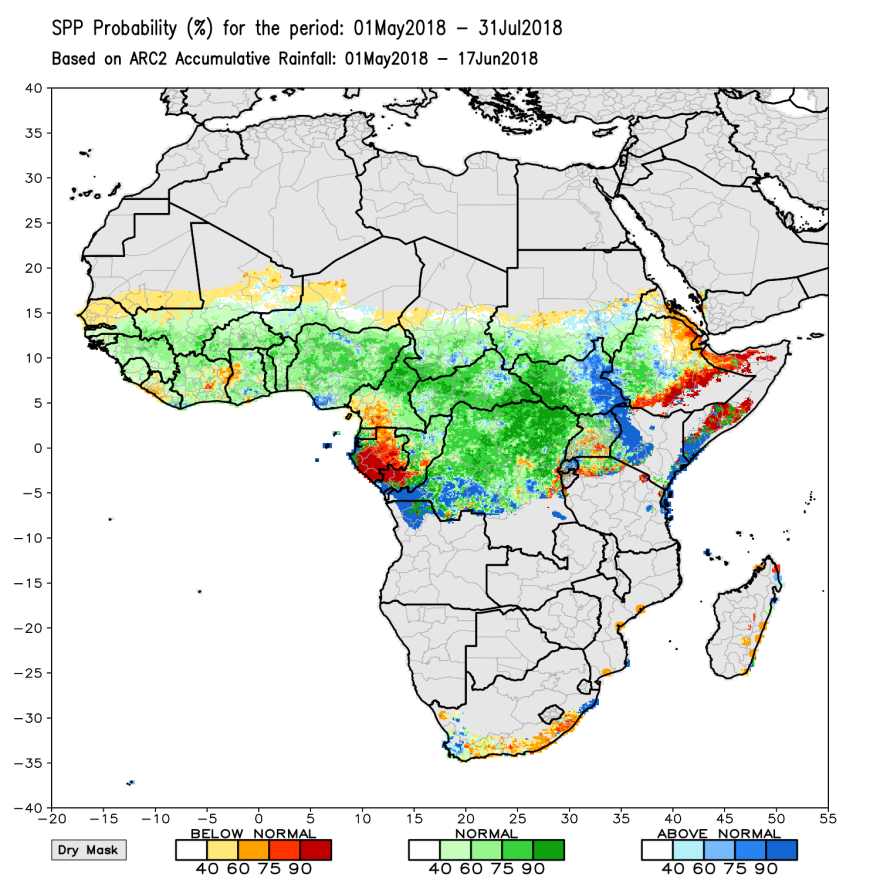 SPP Probability (%) for the period: 01May2018 − 31Jul2018
Based on ARC2 Accumulative Rainfall: 01May2018 − 17Jun2018
40
35
30
25
20
15
10
5
0
−5
−10
−15
−20
−25
−30
−35
−40
−20 −15 −10 −5 0 5 10 15 20 25 30 35 40 45 50 55
BELOW NORMAL NORMAL ABOVE NORMAL
Dry Mask
40 60 75 90 40 60 75 90 40 60 75 90